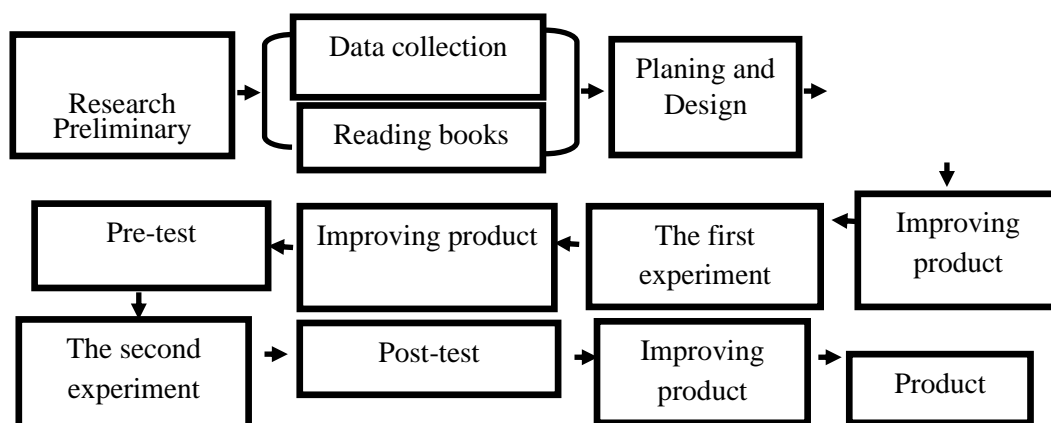 Research
Preliminary
Data collection
Reading books
Planing and
Design
Improving
product
The first
experiment
Improving product
Pre-test
The second
experiment
Post-test
Improving
product
Product